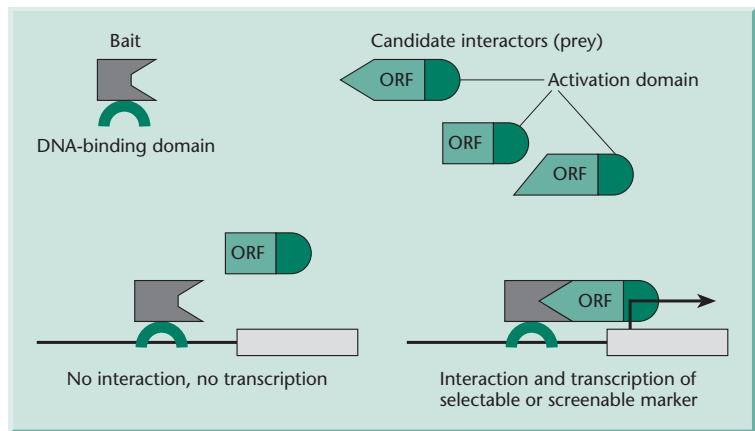 Bait
Candidate interactors (prey)
ORF
Activation domain
DNA-binding domain
ORF
ORF
ORF
ORF
No interaction, no transcription
Interaction and transcription of
selectable or screenable marker